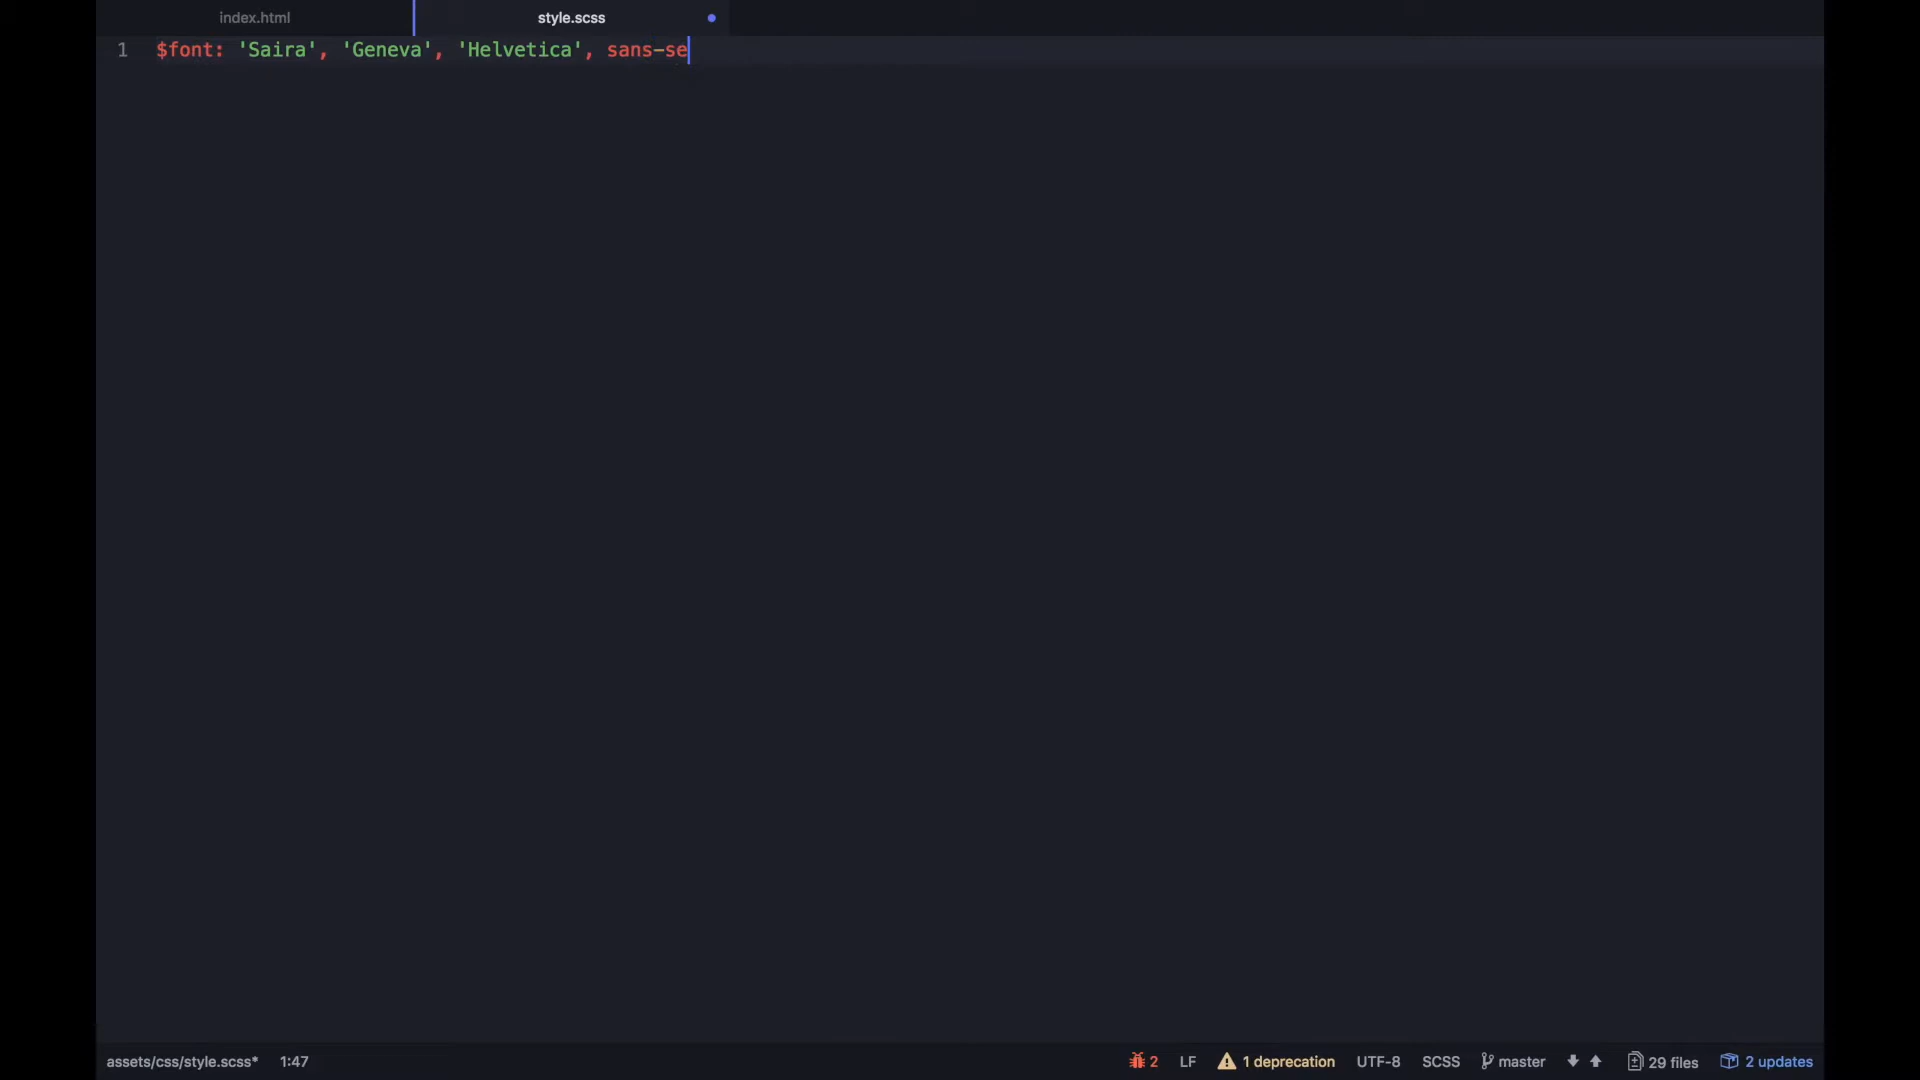 index.html
style.scss
1 $font: 'Saira', 'Geneva', 'Helvetica', sans-se
assets/css/style.scss* 1:47 2 LF 1 deprecation UTF-8 SCSS master 29 files 2 updates